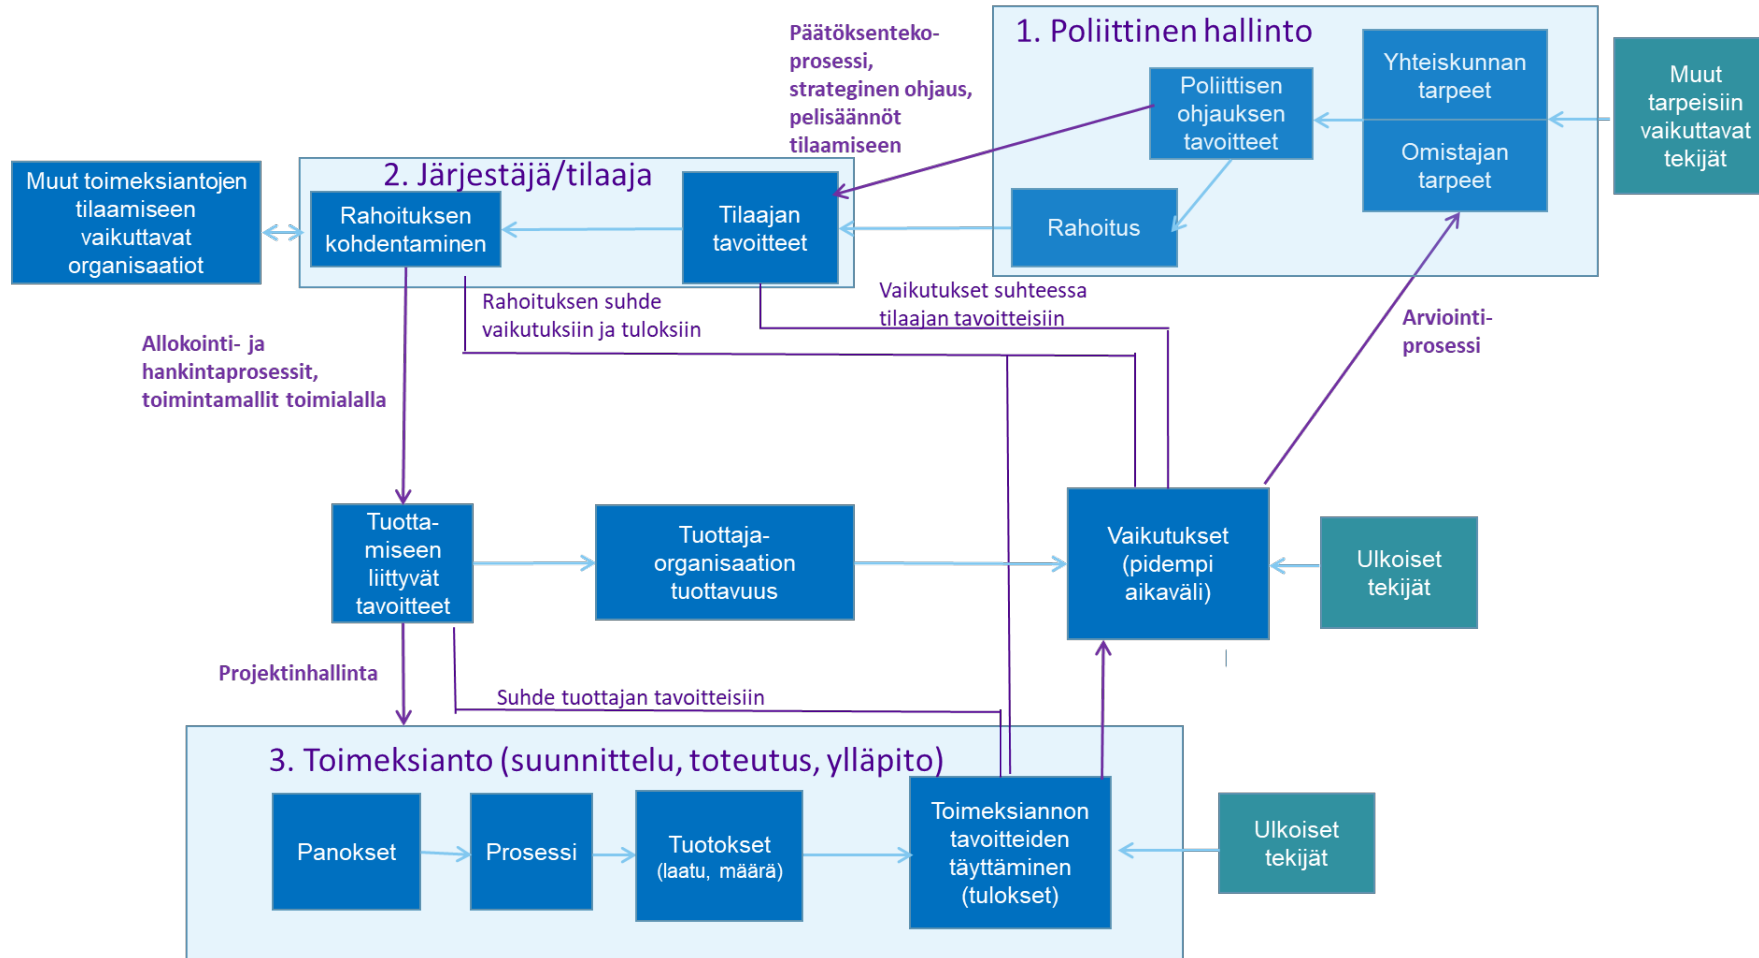 Päätöksenteko-
prosessi,
strateginen ohjaus,
pelisäännöt
tilaamiseen
1. Poliittinen hallinto
Poliittisen
ohjauksen
tavoitteet
Yhteiskunnan
tarpeet
Omistajan
tarpeet
Muut
tarpeisiin
vaikuttavat
tekijät
Rahoitus
2. Järjestäjä/tilaaja
Muut toimeksiantojen
tilaamiseen
vaikuttavat
organisaatiot
Rahoituksen
kohdentaminen
Tilaajan
tavoitteet
Rahoituksen suhde
vaikutuksiin ja tuloksiin
Vaikutukset suhteessa
tilaajan tavoitteisiin
Arviointi-
prosessi
Allokointi- ja
hankintaprosessit,
toimintamallit toimialalla
Tuotta-
miseen
liittyvät
tavoitteet
Tuottaja-
organisaation
tuottavuus
Vaikutukset
(pidempi
aikaväli)
Ulkoiset
tekijät
Projektinhallinta
Suhde tuottajan tavoitteisiin
3. Toimeksianto (suunnittelu, toteutus, ylläpito)
Panokset
Prosessi
Tuotokset
(laatu, määrä)
Toimeksiannon
tavoitteiden
täyttäminen
(tulokset)
Ulkoiset
tekijät